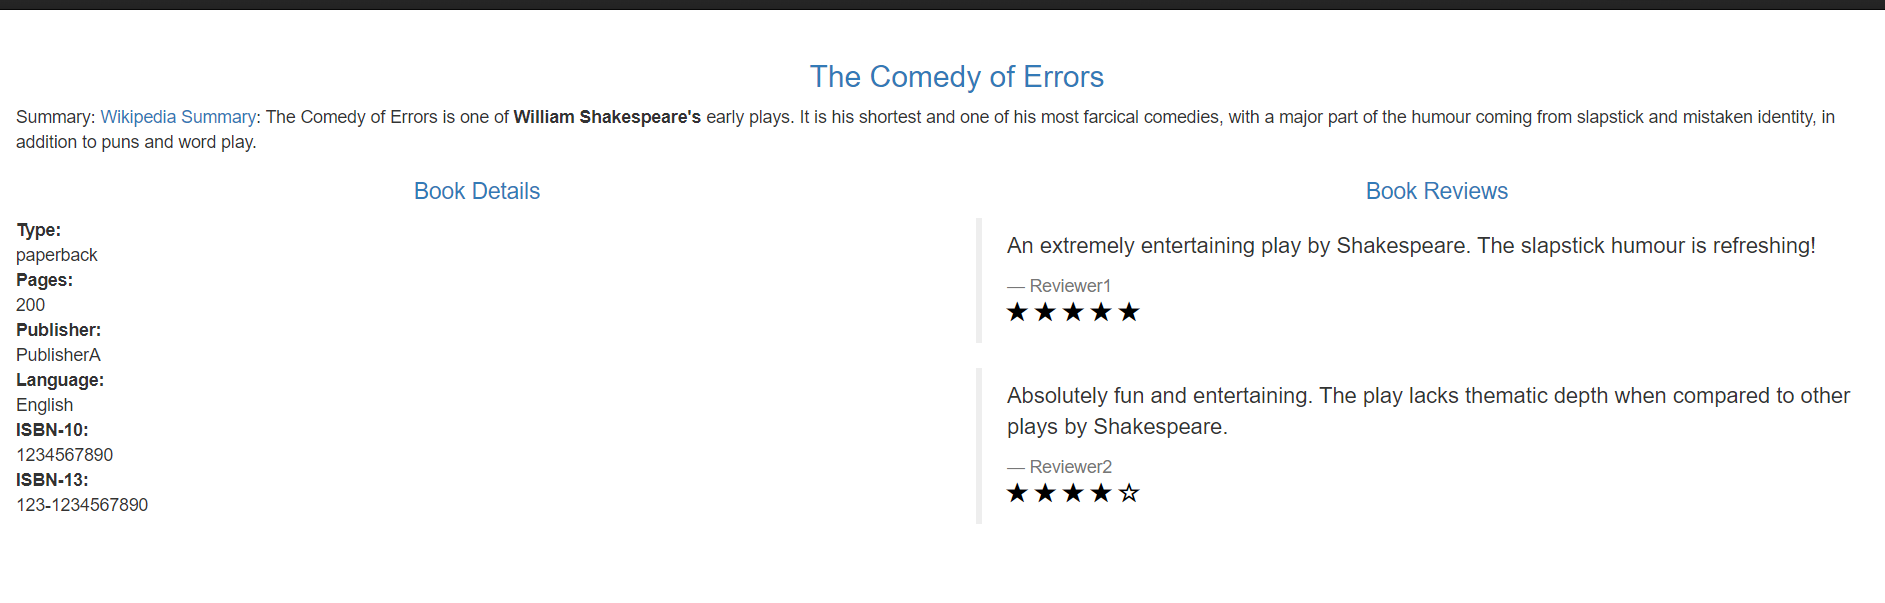 The Comedy of Errors
Summary: Wikipedia Summary: The Comedy of Errors is one of William Shakespeare's early plays. It is his shortest and one of his most farcical comedies, with a major part of the humour coming from slapstick and mistaken identity, in
addition to puns and word play.
Book Details
Type:
paperback
Pages:
200
Publisher:
PublisherA
Language:
English
ISBN-10:
1234567890
ISBN-13:
123-1234567890
Book Reviews
An extremely entertaining play by Shakespeare. The slapstick humour is refreshing!
— Reviewer1
★ ★ ★ ★ ★
Absolutely fun and entertaining. The play lacks thematic depth when compared to other
plays by Shakespeare.
— Reviewer2
★ ★ ★ ★ ☆